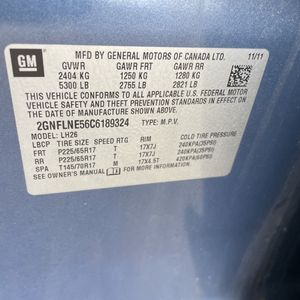 GM
MFD BY GENERAL MOTORS OF CANADA LTD. 11/11
GVWR GAWR FRT GAWR RR
2404 KG 1250 KG 1280 KG
5300 LB 2755 LB 2821 LB
THIS VEHICLE CONFORMS TO ALL APPLICABLE U.S. FEDERAL MOTOR
VEHICLE SAFETY AND THEFT PREVENTION STANDARDS IN EFFECT ON
THE DATE OF MANUFACTURE SHOWN ABOVE.
2GNFLNE56C6189324 TYPE: M.P.V.
MODEL: LH26
LBCP TIRE SIZE SPEED RTG RIM COLD TIRE PRESSURE
FRT P225/65R17 T 17X7J 240KPA(35PSI)
RR P225/65R17 T 17X7J 240KPA(35PSI)
SPA T145/70R17 M 17X4.5T 420KPA(60PSI)
SEE OWNER'S MANUAL FOR ADDITIONAL INFORMATION.